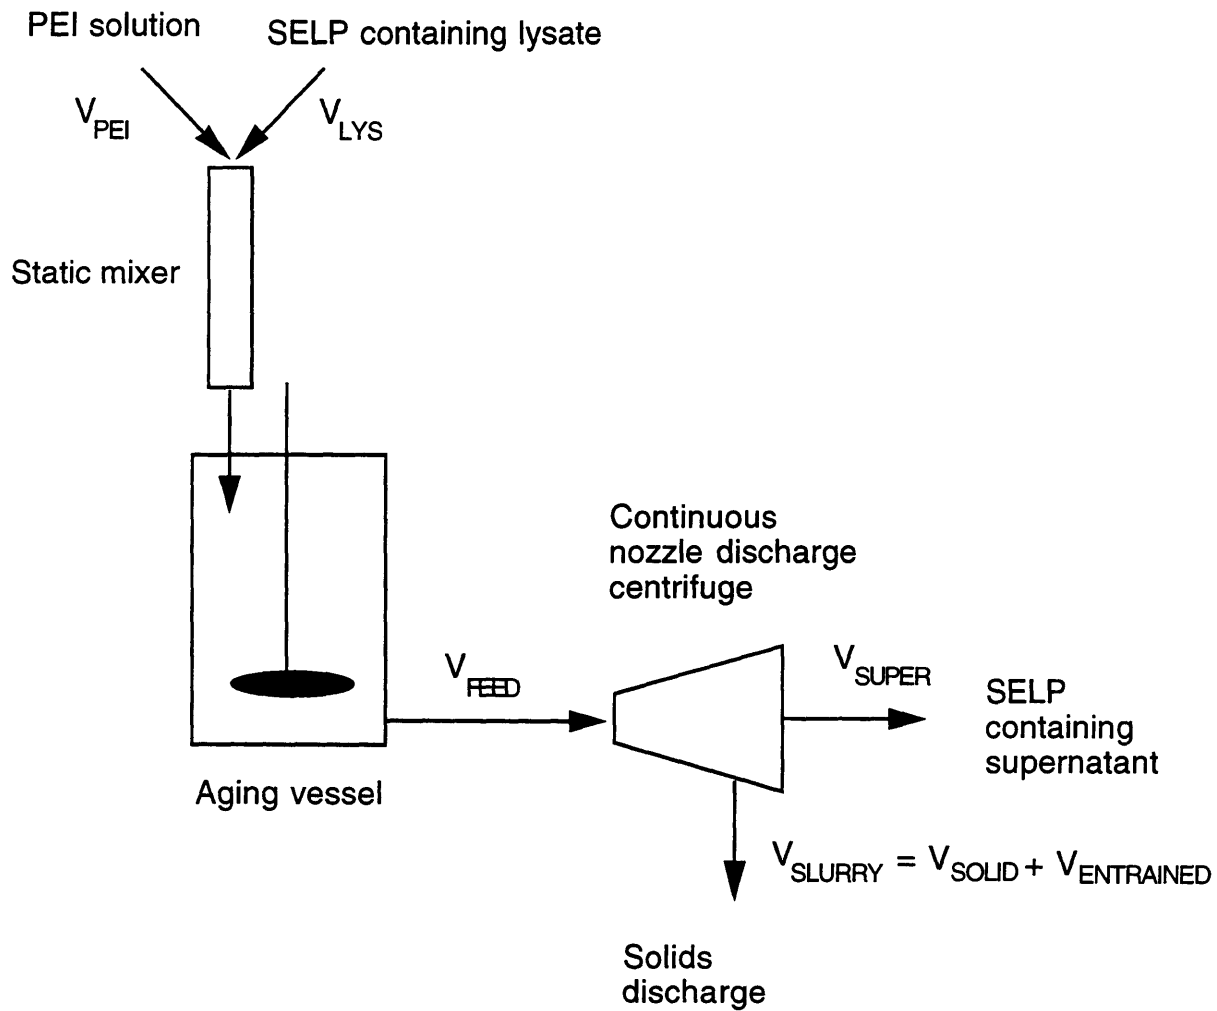 PEI solution
SELP containing lysate
V_PEI
V_LYS
Static mixer
Continuous
nozzle discharge
centrifuge
V_FEED
V_SUPER
SELP
containing
supernatant
Aging vessel
V_SLURRY = V_SOLID + V_ENTRAINED
Solids
discharge